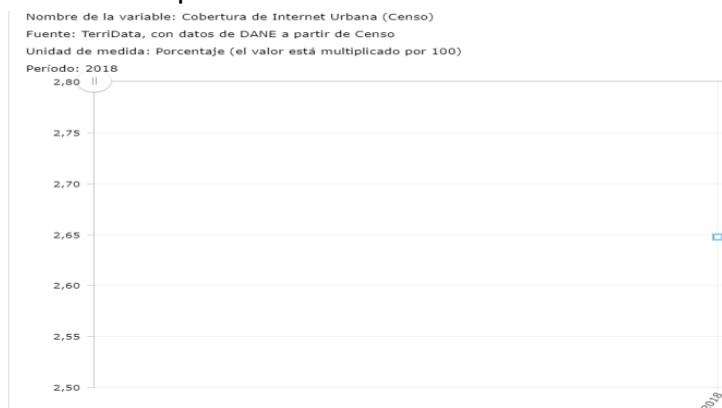 Nombre de la variable: Cobertura de Internet Urbana (Censo)
Fuente: TerriData, con datos de DANE a partir de Censo
Unidad de medida: Porcentaje (el valor está multiplicado por 100)
Período: 2018
2,80
2,75
2,70
2,65
2,60
2,55
2,50
2018